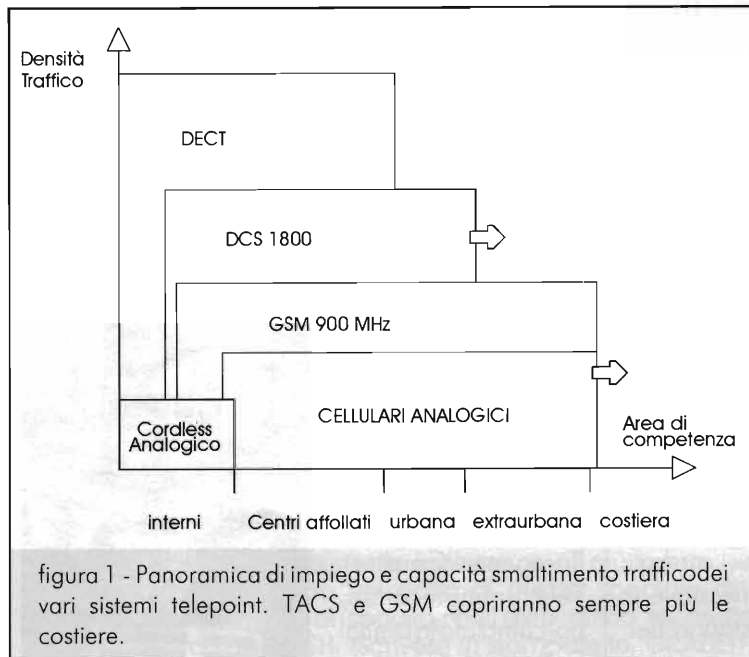 Densità
Traffico
DECT
DCS 1800
GSM 900 MHz
CELLULARI ANALOGICI
Cordless
Analogico
Area di
competenza
interni Centri affollati urbana extraurbana costiera
figura 1 - Panoramica di impiego e capacità smaltimento trafficodei
vari sistemi telepoint. TACS e GSM copriranno sempre più le
costiere.